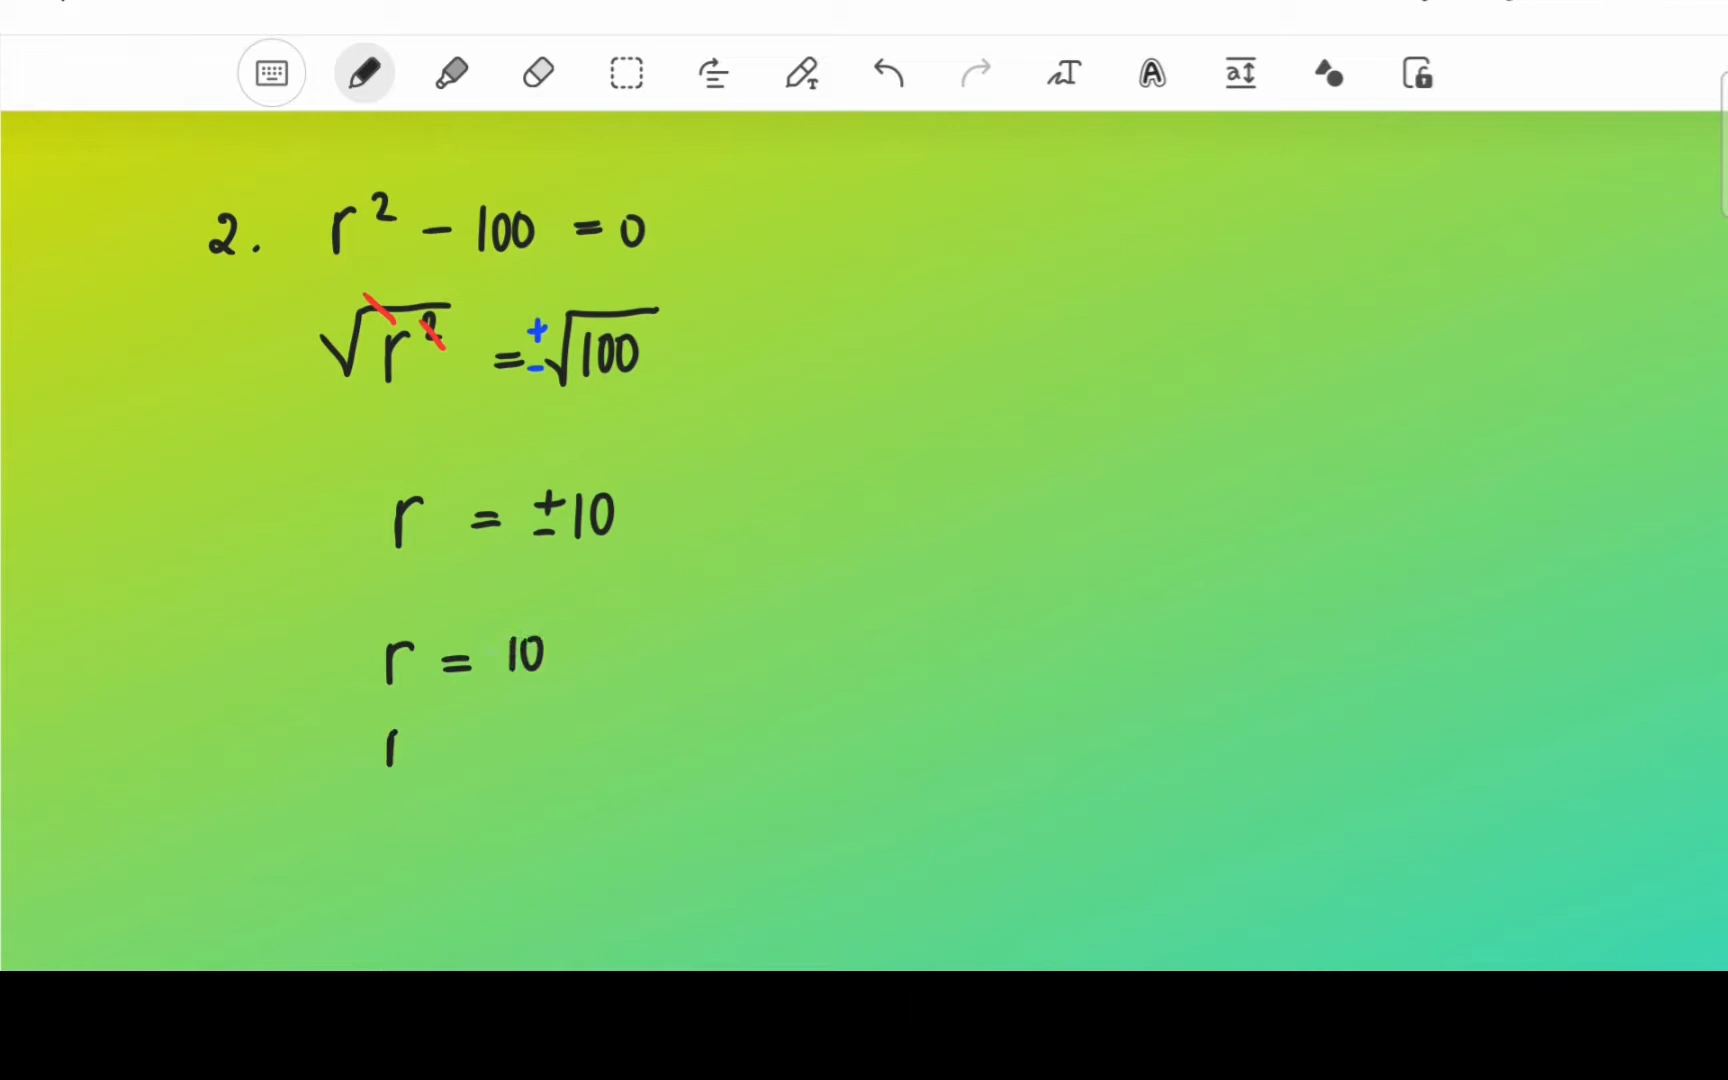 2. r² - 100 = 0
√r² = ±√100
r = ±10
r = 10
r